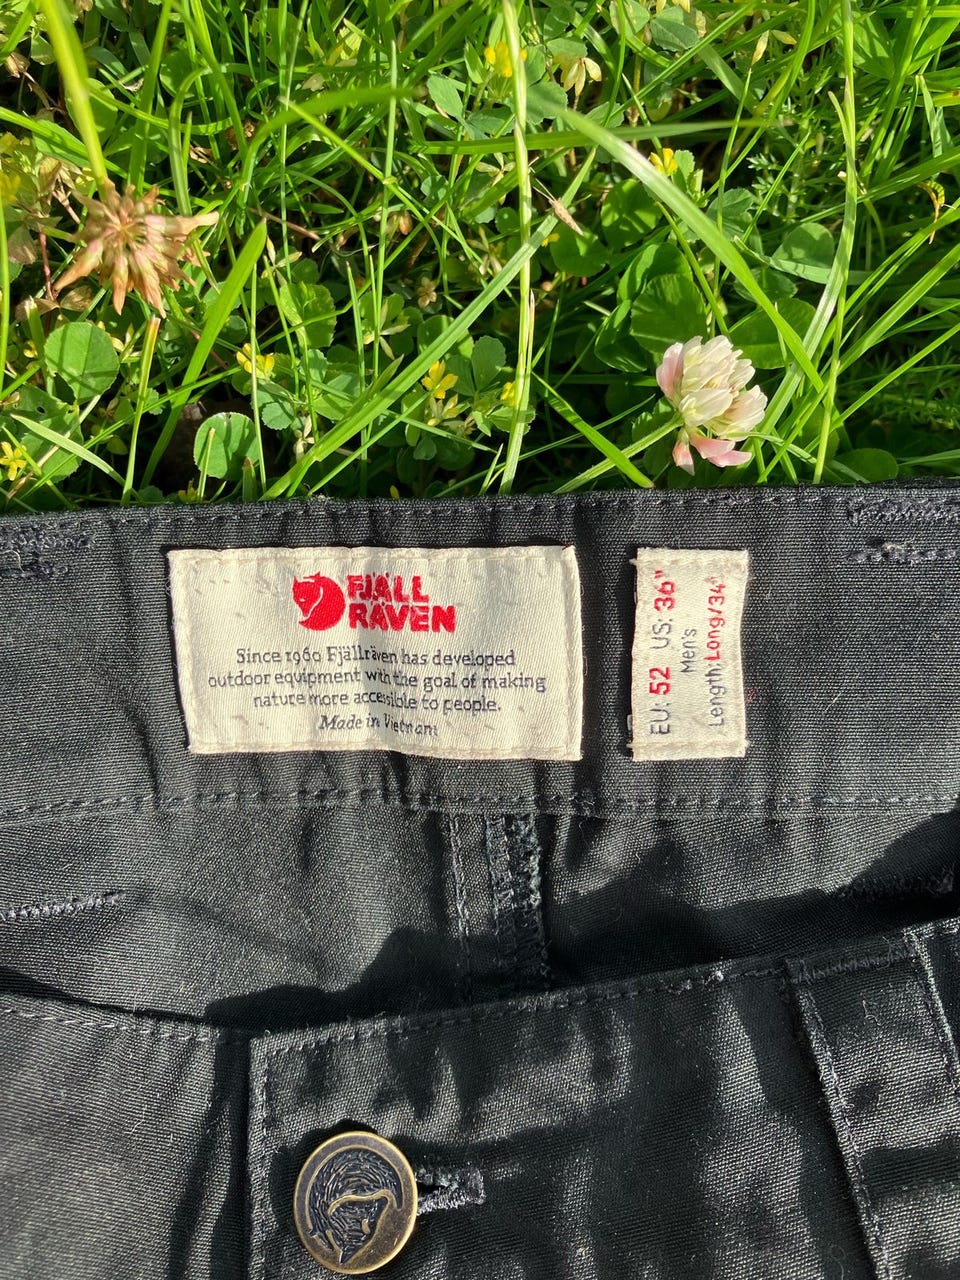 FJÄLL
RÄVEN
Since 1960 Fjällräven has developed
outdoor equipment with the goal of making
nature more accessible to people.
Made in Vietnam
EU: 52 US: 36"
Men's
Length: Long/34"